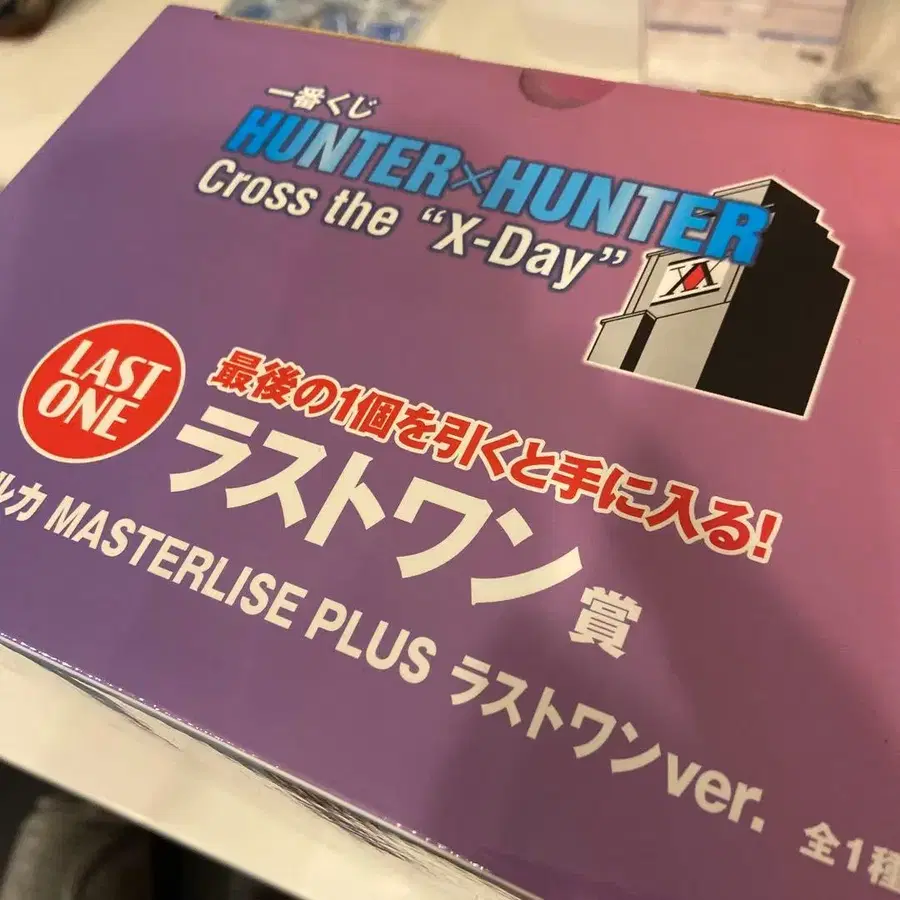 一番くじ
HUNTER×HUNTER
Cross the “X-Day”
LAST
ONE
最後の1個を引くと手に入る!
ラストワン賞
ルカ MASTERLISE PLUS ラストワンver.
全1種